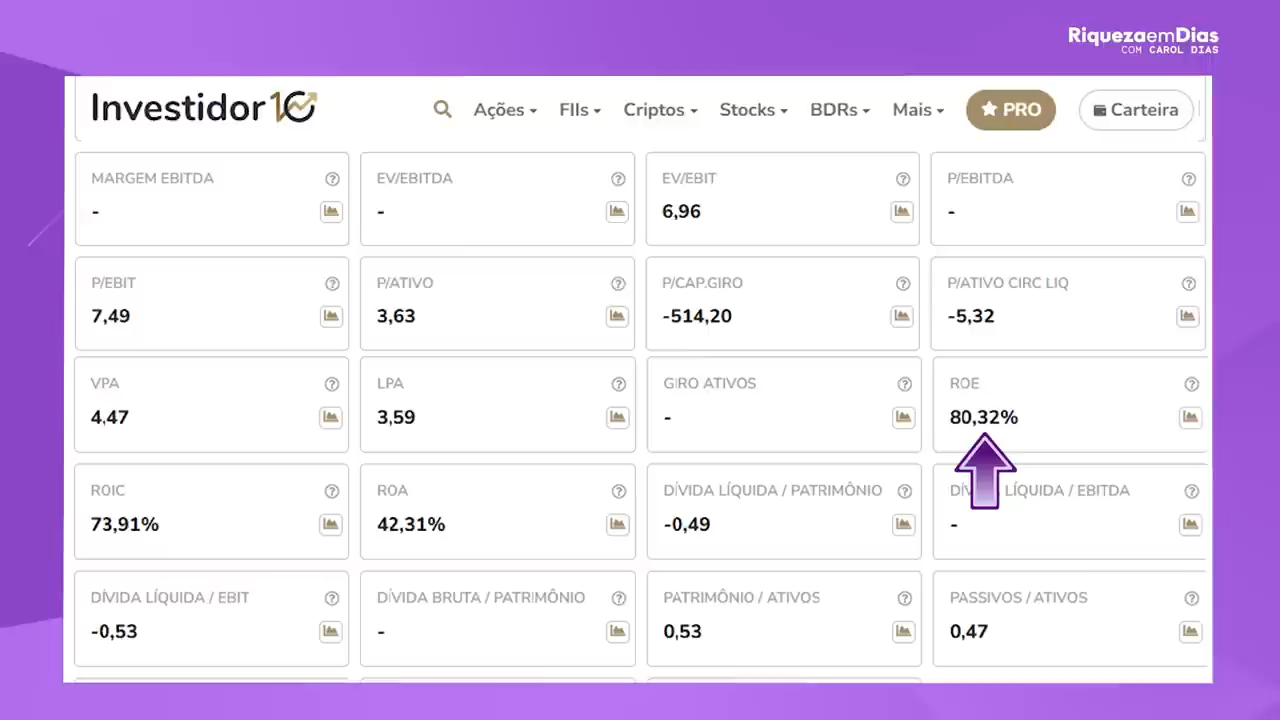 RiquezaemDias
COM CAROL DIAS
Investidor 10
Ações FIIs Criptos Stocks BDRs Mais PRO Carteira
MARGEM EBITDA EV/EBITDA EV/EBIT P/EBITDA
- - 6,96 -
P/EBIT P/ATIVO P/CAP.GIRO P/ATIVO CIRC LIQ
7,49 3,63 -514,20 -5,32
VPA LPA GIRO ATIVOS ROE
4,47 3,59 - 80,32%
ROIC ROA DÍVIDA LÍQUIDA / PATRIMÔNIO LÍQUIDA / EBITDA
73,91% 42,31% -0,49 -
DÍVIDA LÍQUIDA / EBIT DÍVIDA BRUTA / PATRIMÔNIO PATRIMÔNIO / ATIVOS PASSIVOS / ATIVOS
-0,53 - 0,53 0,47